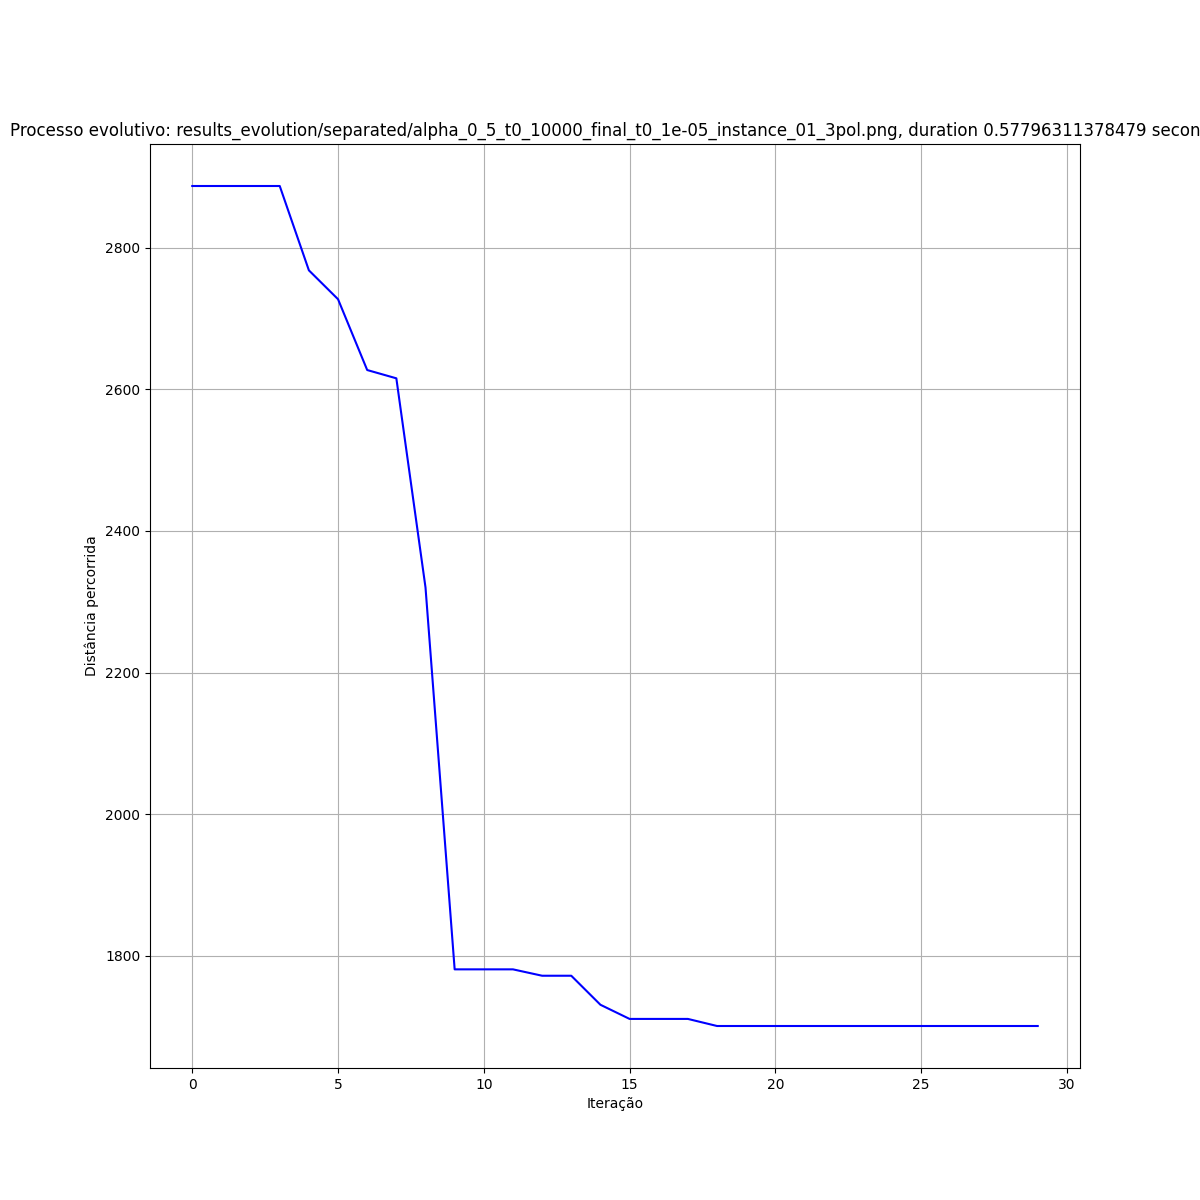 Processo evolutivo: results_evolution/separated/alpha_0_5_t0_10000_final_t0_1e-05_instance_01_3pol.png, duration 0.57796311378479 secon
2800
2600
2400
2200
2000
1800
Distância percorrida
0 5 10 15 20 25 30
Iteração